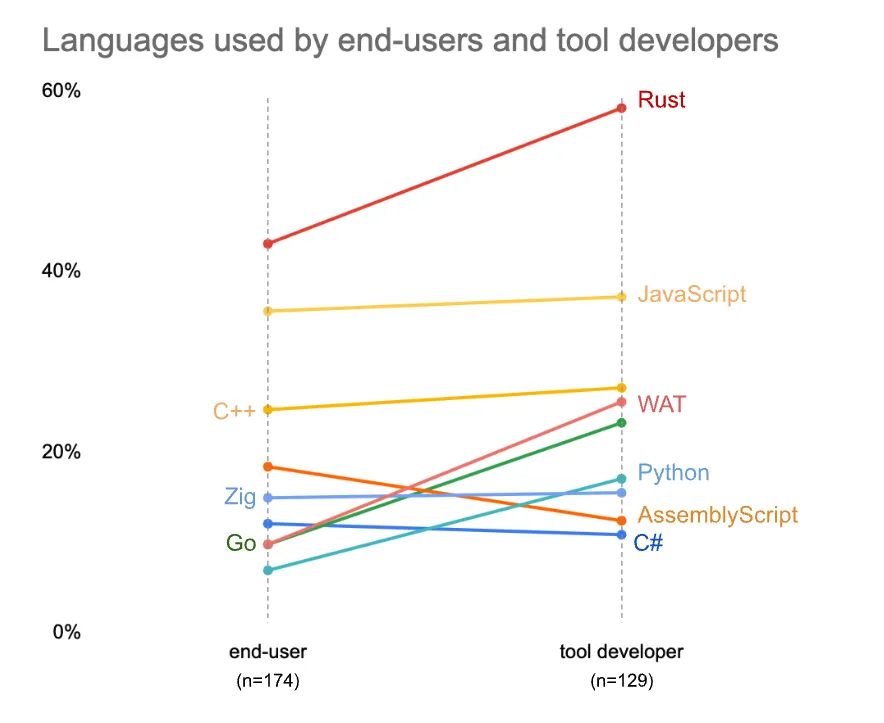 Languages used by end-users and tool developers
60%
Rust
40%
JavaScript
C++
WAT
20%
Python
Zig
AssemblyScript
Go
C#
0%
end-user
tool developer
(n=174)
(n=129)